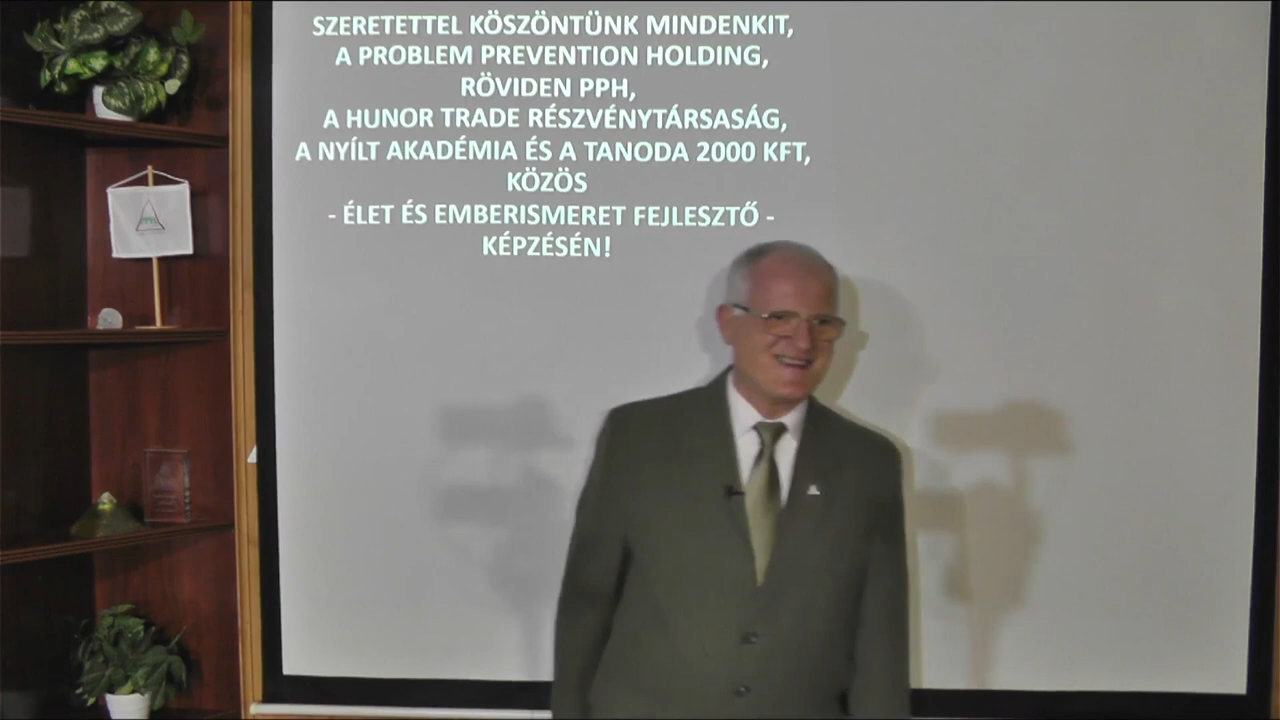 SZERETETTEL KÖSZÖNTÜNK MINDENKIT,
A PROBLEM PREVENTION HOLDING,
RÖVIDEN PPH,
A HUNOR TRADE RÉSZVÉNYTÁRSASÁG,
A NYÍLT AKADÉMIA ÉS A TANODA 2000 KFT,
KÖZÖS
- ÉLET ÉS EMBERISMERET FEJLESZTŐ -
KÉPZÉSÉN!